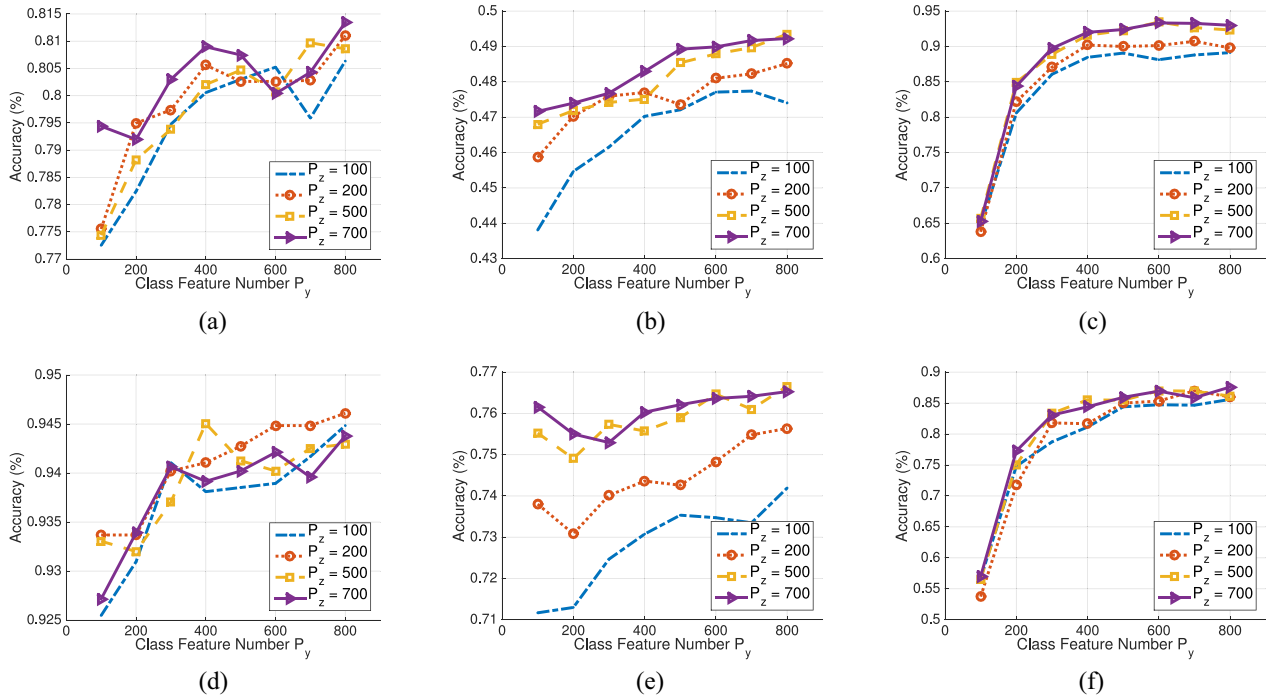 0.815
0.81
0.805
0.8
0.795
0.79
0.785
0.78
0.775
0.77
Accuracy (%)
0 200 400 600 800
Class Feature Number P_y
P_z = 100
P_z = 200
P_z = 500
P_z = 700
(a)
0.5
0.49
0.48
0.47
0.46
0.45
0.44
0.43
Accuracy (%)
0 200 400 600 800
Class Feature Number P_y
P_z = 100
P_z = 200
P_z = 500
P_z = 700
(b)
0.95
0.9
0.85
0.8
0.75
0.7
0.65
0.6
Accuracy (%)
0 200 400 600 800
Class Feature Number P_y
P_z = 100
P_z = 200
P_z = 500
P_z = 700
(c)
0.95
0.945
0.94
0.935
0.93
0.925
Accuracy (%)
0 200 400 600 800
Class Feature Number P_y
P_z = 100
P_z = 200
P_z = 500
P_z = 700
(d)
0.77
0.76
0.75
0.74
0.73
0.72
0.71
Accuracy (%)
0 200 400 600 800
Class Feature Number P_y
P_z = 100
P_z = 200
P_z = 500
P_z = 700
(e)
0.9
0.85
0.8
0.75
0.7
0.65
0.6
0.55
0.5
Accuracy (%)
0 200 400 600 800
Class Feature Number P_y
P_z = 100
P_z = 200
P_z = 500
P_z = 700
(f)